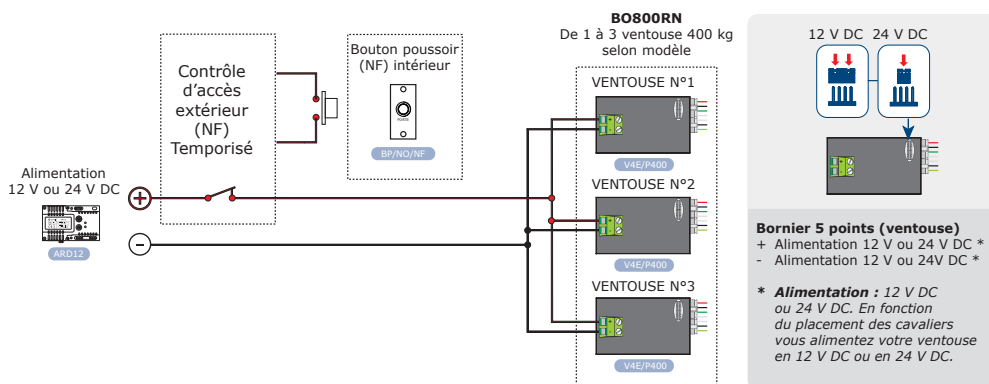 BO800RN
De 1 à 3 ventouse 400 kg
selon modèle
Contrôle
d'accès
extérieur
(NF)
Temporisé
Bouton poussoir
(NF) intérieur
BP/NO/NF
Alimentation
12 V ou 24 V DC
ARD12
+
-
VENTOUSE N°1
V4E/P400
VENTOUSE N°2
V4E/P400
VENTOUSE N°3
V4E/P400
12 V DC 24 V DC
Bornier 5 points (ventouse)
+ Alimentation 12 V ou 24 V DC *
- Alimentation 12 V ou 24V DC *
* Alimentation : 12 V DC
ou 24 V DC. En fonction
du placement des cavaliers
vous alimentez votre ventouse
en 12 V DC ou en 24 V DC.